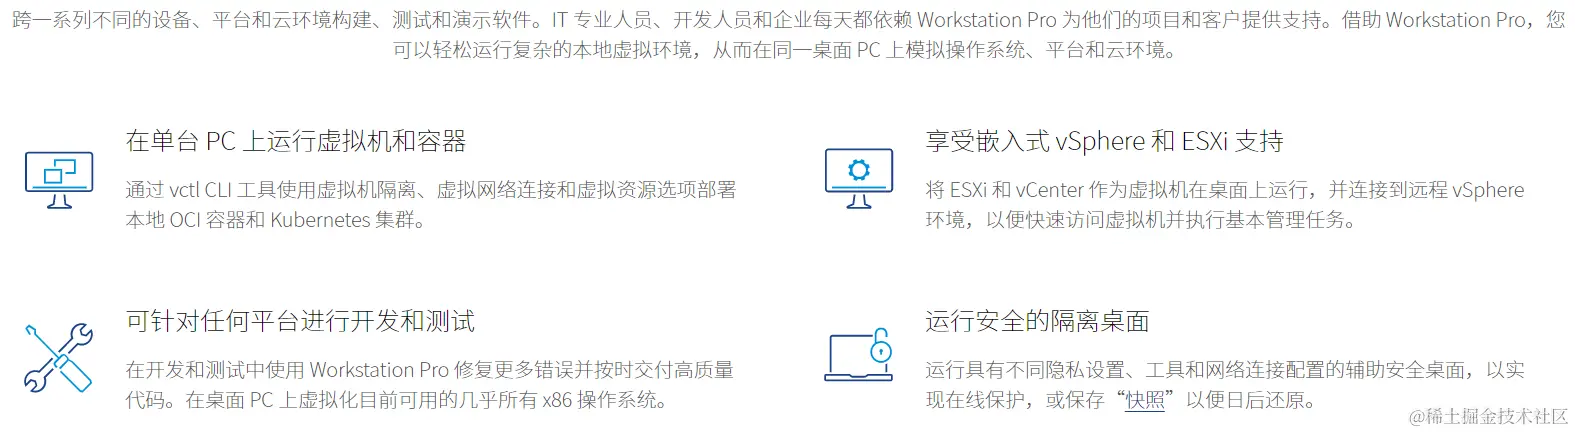 跨一系列不同的设备、平台和云环境构建、测试和演示软件。IT 专业人员、开发人员和企业每天都依赖 Workstation Pro 为他们的项目和客户提供支持。借助 Workstation Pro，您
可以轻松运行复杂的本地虚拟环境，从而在同一桌面 PC 上模拟操作系统、平台和云环境。
在单台 PC 上运行虚拟机和容器
通过 vctl CLI 工具使用虚拟机隔离、虚拟网络连接和虚拟资源选项部署
本地 OCI 容器和 Kubernetes 集群。
享受嵌入式 vSphere 和 ESXi 支持
将 ESXi 和 vCenter 作为虚拟机在桌面上运行，并连接到远程 vSphere
环境，以便快速访问虚拟机并执行基本管理任务。
可针对任何平台进行开发和测试
在开发和测试中使用 Workstation Pro 修复更多错误并按时交付高质量
代码。在桌面 PC 上虚拟化目前可用的几乎所有 x86 操作系统。
运行安全的隔离桌面
运行具有不同隐私设置、工具和网络连接配置的辅助安全桌面，以实
现在线保护，或保存“快照”以便日后还原。
@稀土掘金技术社区